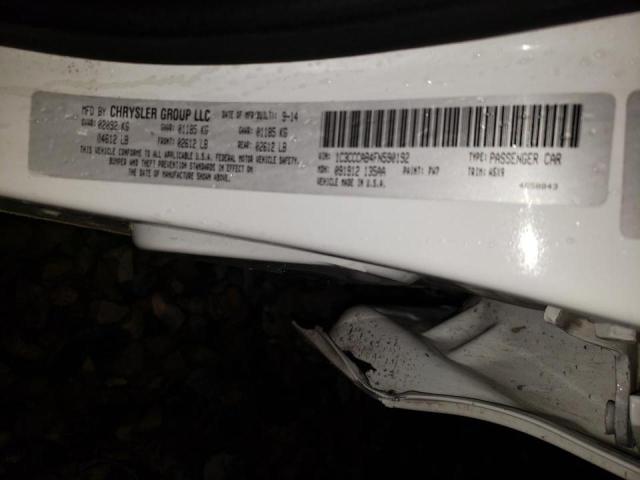 MFD BY CHRYSLER GROUP LLC DATE OF MFR/BUILT: 9-14
GVWR: 02092 KG GAWR: 01185 KG GAWR: 01185 KG
04612 LB FRONT: 02612 LB REAR: 02612 LB
THIS VEHICLE CONFORMS TO ALL APPLICABLE U.S.A. FEDERAL MOTOR VEHICLE SAFETY,
BUMPER AND THEFT PREVENTION STANDARDS IN EFFECT ON
THE DATE OF MANUFACTURE SHOWN ABOVE.
VIN: 1C3CCCAB4FN590192 TYPE: PASSENGER CAR
MDH: 091912 135AA PAINT: PW7 TRIM: A5X9
VEHICLE MADE IN U.S.A.